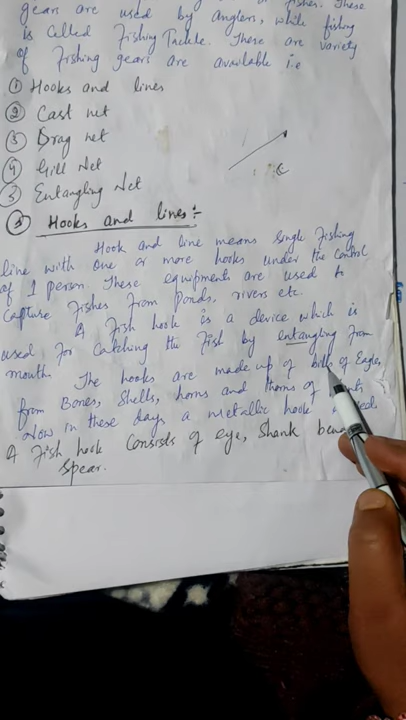 gear are used by anglers, while fishing
is called Fishing Tackle. These are variety
of Fishing gears are available i.e
① Hooks and lines
② Cast net
③ Drag net
④ Gill Net
⑤ Entangling Net
① Hooks and lines:-
Hook and line means single Fishing
line with one or more hooks under the control
of 1 person. These equipments are used to
capture Fishes from ponds, rivers etc.
A Fish hook is a device which is
used for catching the Fish by entangling from
mouth. The hooks are made up of bills of Eagles,
from Bones, Shells, horns and thorns of
Now in these days a metallic hook
A Fish hook Consists of eye, Shank
Spear.